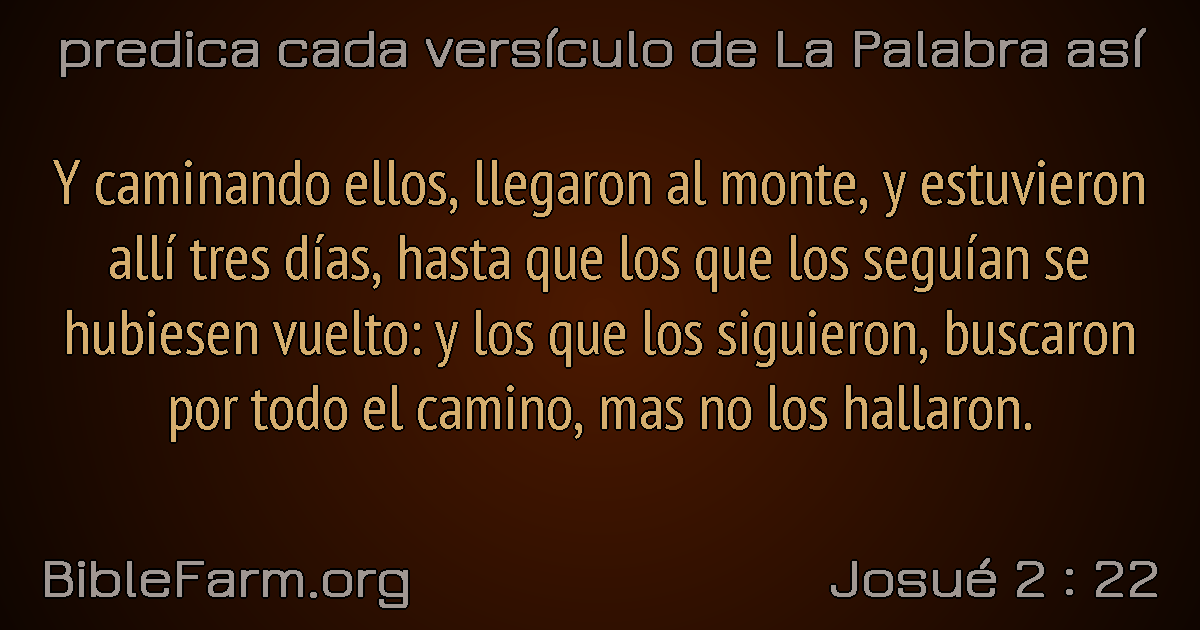 predica cada versículo de La Palabra así
Y caminando ellos, llegaron al monte, y estuvieron
allí tres días, hasta que los que los seguían se
hubiesen vuelto: y los que los siguieron, buscaron
por todo el camino, mas no los hallaron.
BibleFarm.org
Josué 2 : 22